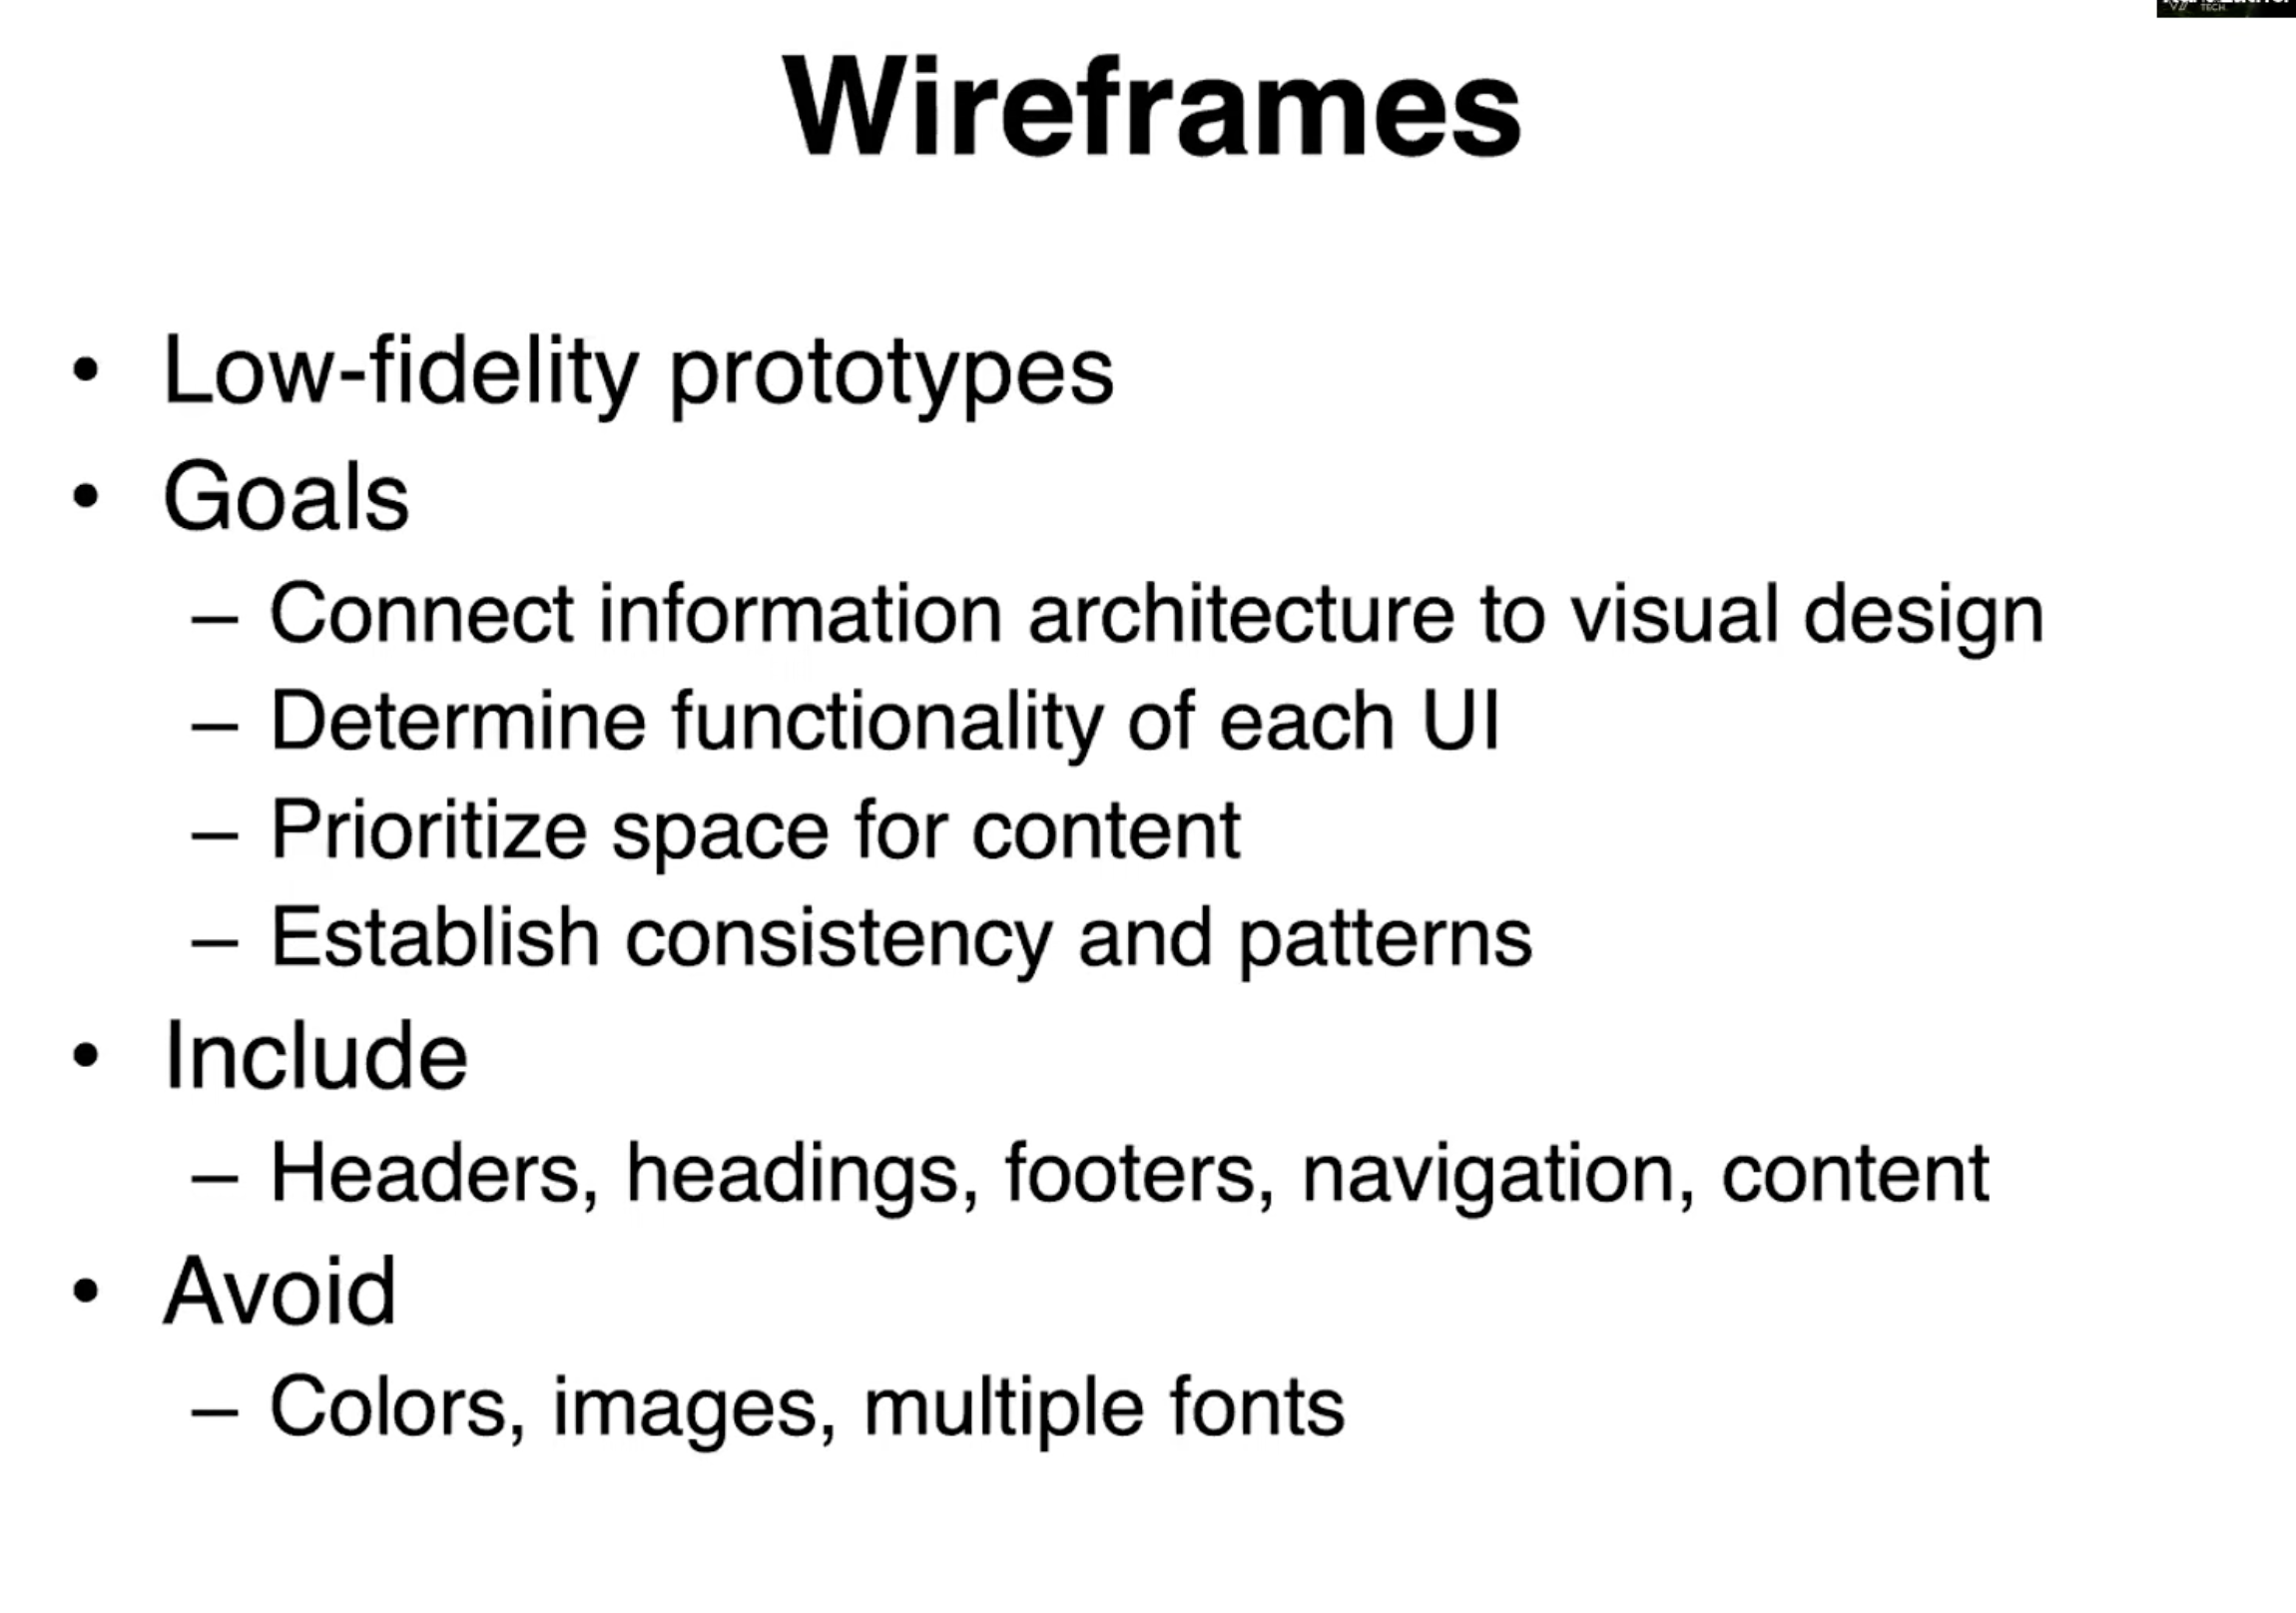 TECH
Wireframes
• Low-fidelity prototypes
• Goals
– Connect information architecture to visual design
– Determine functionality of each UI
– Prioritize space for content
– Establish consistency and patterns
• Include
– Headers, headings, footers, navigation, content
• Avoid
– Colors, images, multiple fonts